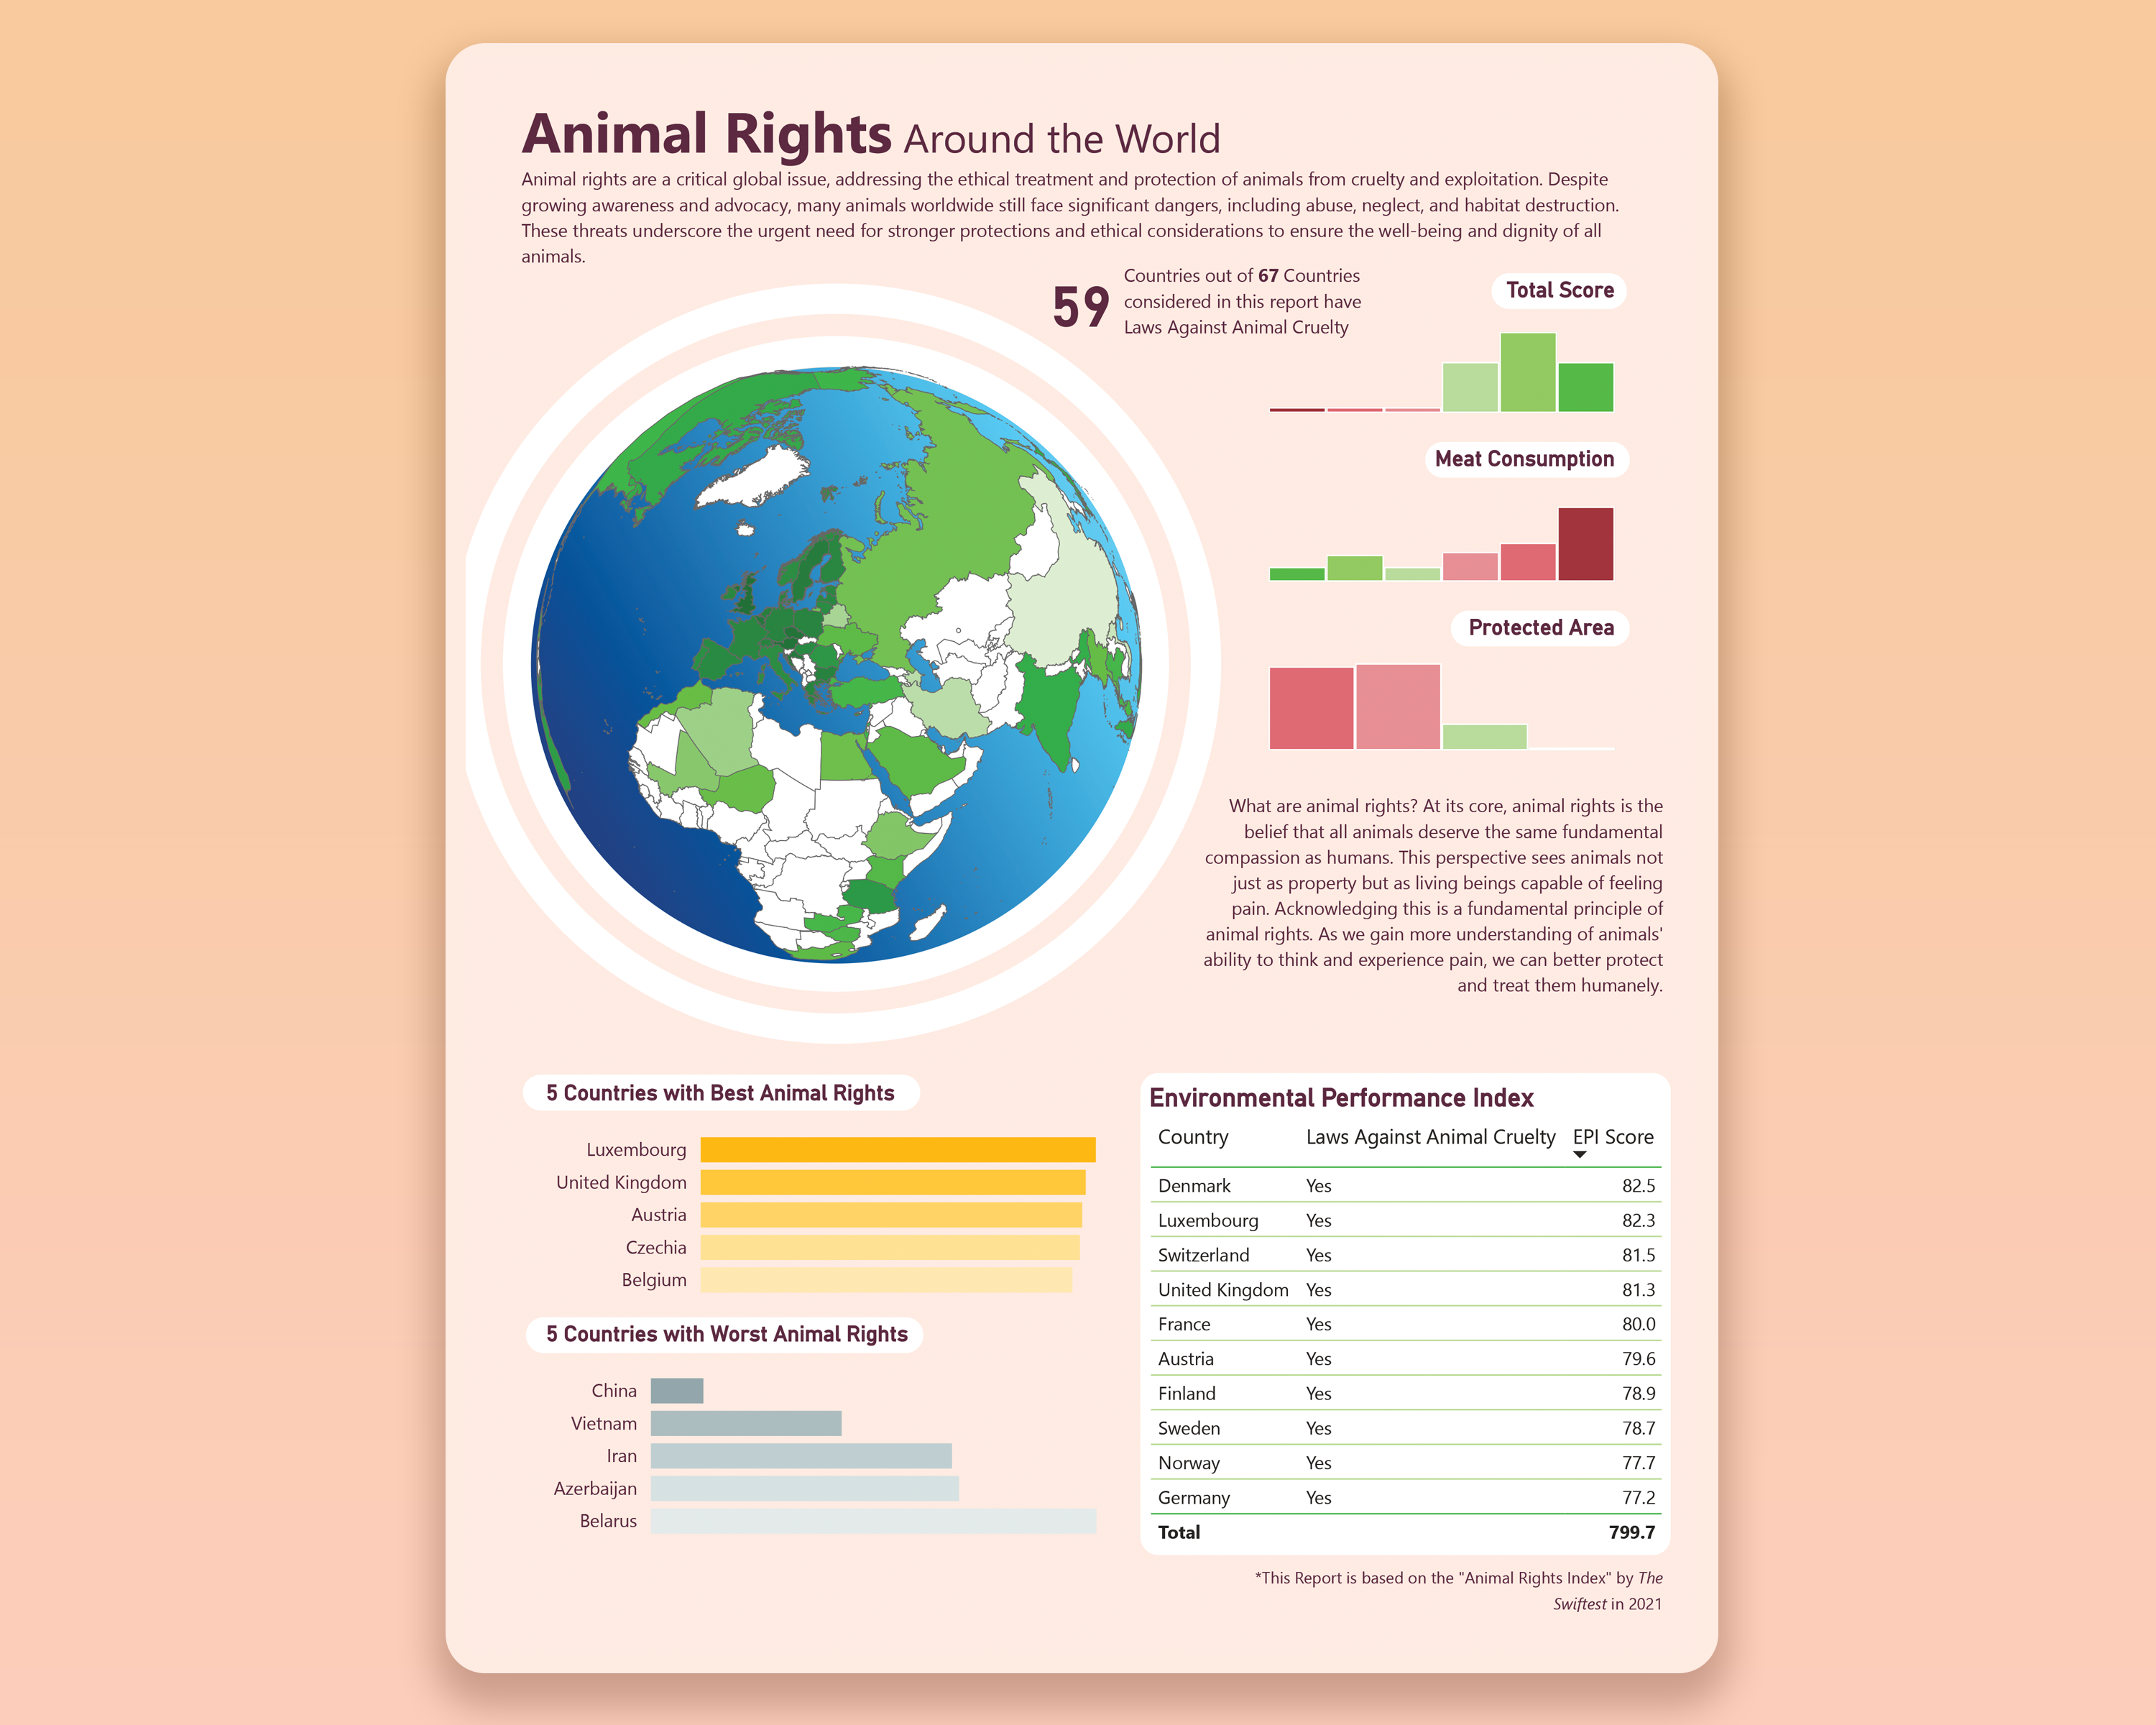 Animal Rights Around the World
Animal rights are a critical global issue, addressing the ethical treatment and protection of animals from cruelty and exploitation. Despite
growing awareness and advocacy, many animals worldwide still face significant dangers, including abuse, neglect, and habitat destruction.
These threats underscore the urgent need for stronger protections and ethical considerations to ensure the well-being and dignity of all
animals.
59
Countries out of 67 Countries
considered in this report have
Laws Against Animal Cruelty
Total Score
Meat Consumption
Protected Area
What are animal rights? At its core, animal rights is the
belief that all animals deserve the same fundamental
compassion as humans. This perspective sees animals not
just as property but as living beings capable of feeling
pain. Acknowledging this is a fundamental principle of
animal rights. As we gain more understanding of animals'
ability to think and experience pain, we can better protect
and treat them humanely.
5 Countries with Best Animal Rights
Luxembourg
United Kingdom
Austria
Czechia
Belgium
5 Countries with Worst Animal Rights
China
Vietnam
Iran
Azerbaijan
Belarus
Environmental Performance Index
Country Laws Against Animal Cruelty EPI Score
Denmark Yes 82.5
Luxembourg Yes 82.3
Switzerland Yes 81.5
United Kingdom Yes 81.3
France Yes 80.0
Austria Yes 79.6
Finland Yes 78.9
Sweden Yes 78.7
Norway Yes 77.7
Germany Yes 77.2
Total 799.7
*This Report is based on the "Animal Rights Index" by The
Swiftest in 2021